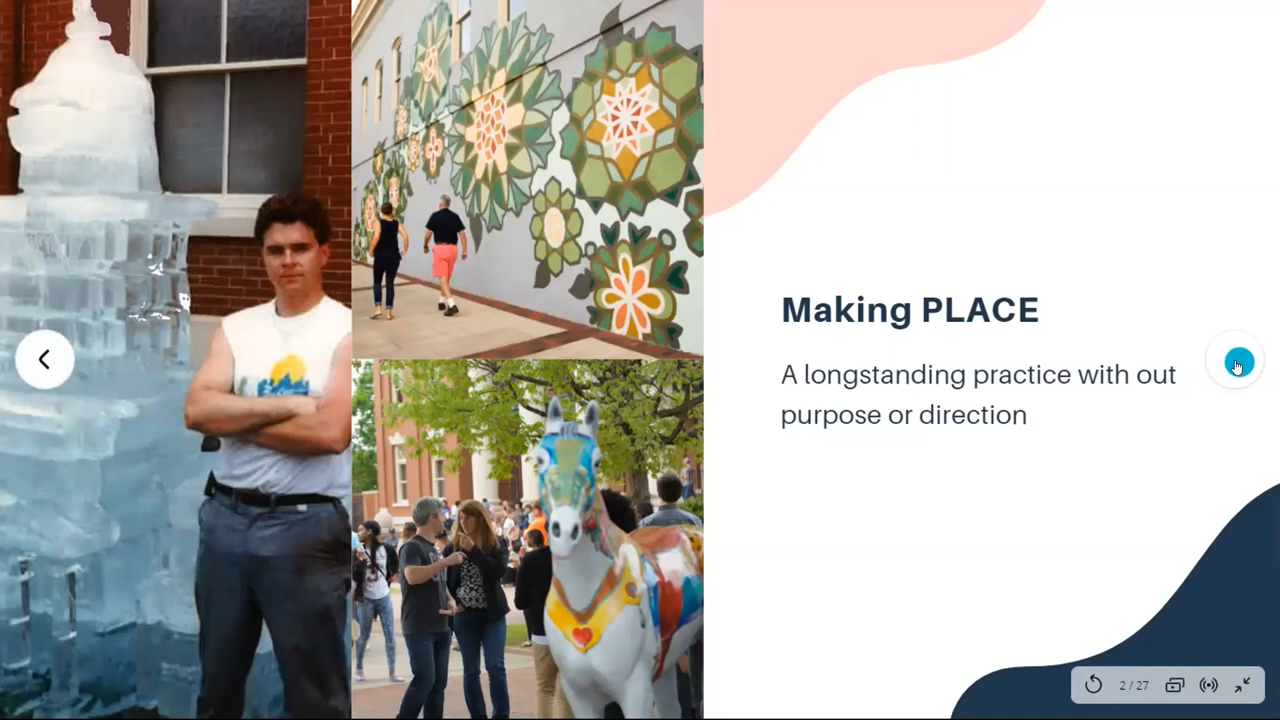 Making PLACE
A longstanding practice with out
purpose or direction
2 / 27